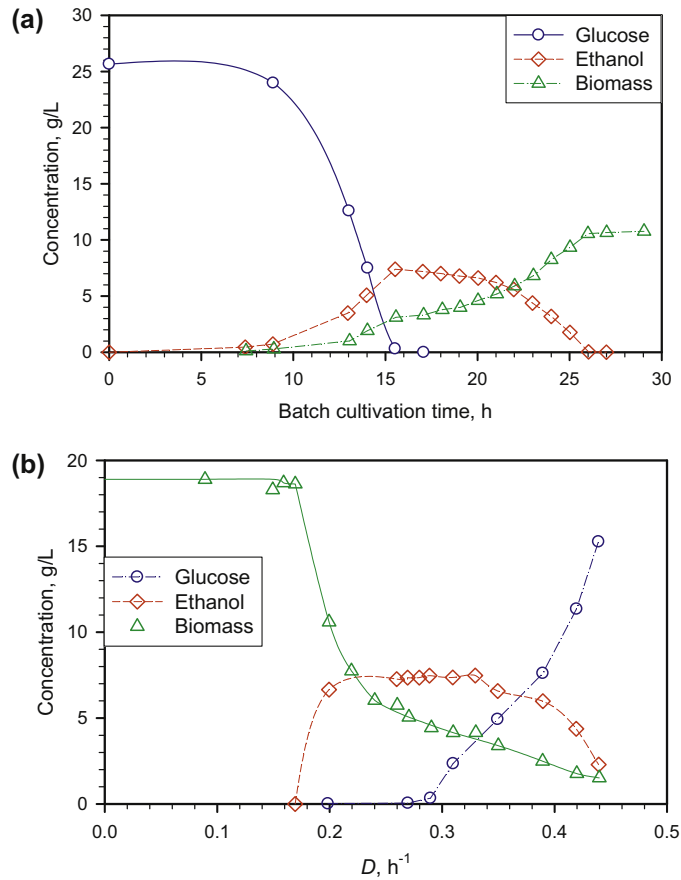 (a)
30
25
20
15
10
5
0
Concentration, g/L
Glucose
Ethanol
Biomass
0 5 10 15 20 25 30
Batch cultivation time, h
(b)
20
15
10
5
0
Concentration, g/L
Glucose
Ethanol
Biomass
0.0 0.1 0.2 0.3 0.4 0.5
D, h⁻¹